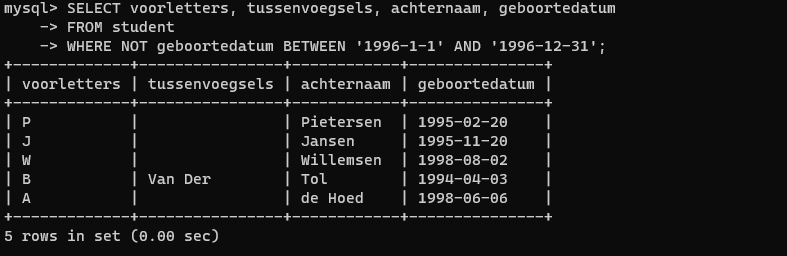 mysql> SELECT voorletters, tussenvoegsels, achternaam, geboortedatum
    -> FROM student
    -> WHERE NOT geboortedatum BETWEEN '1996-1-1' AND '1996-12-31';
+-------------+----------------+------------+---------------+
| voorletters | tussenvoegsels | achternaam | geboortedatum |
+-------------+----------------+------------+---------------+
| P           |                | Pietersen  | 1995-02-20    |
| J           |                | Jansen     | 1995-11-20    |
| W           |                | Willemsen  | 1998-08-02    |
| B           | Van Der        | Tol        | 1994-04-03    |
| A           |                | de Hoed    | 1998-06-06    |
+-------------+----------------+------------+---------------+
5 rows in set (0.00 sec)